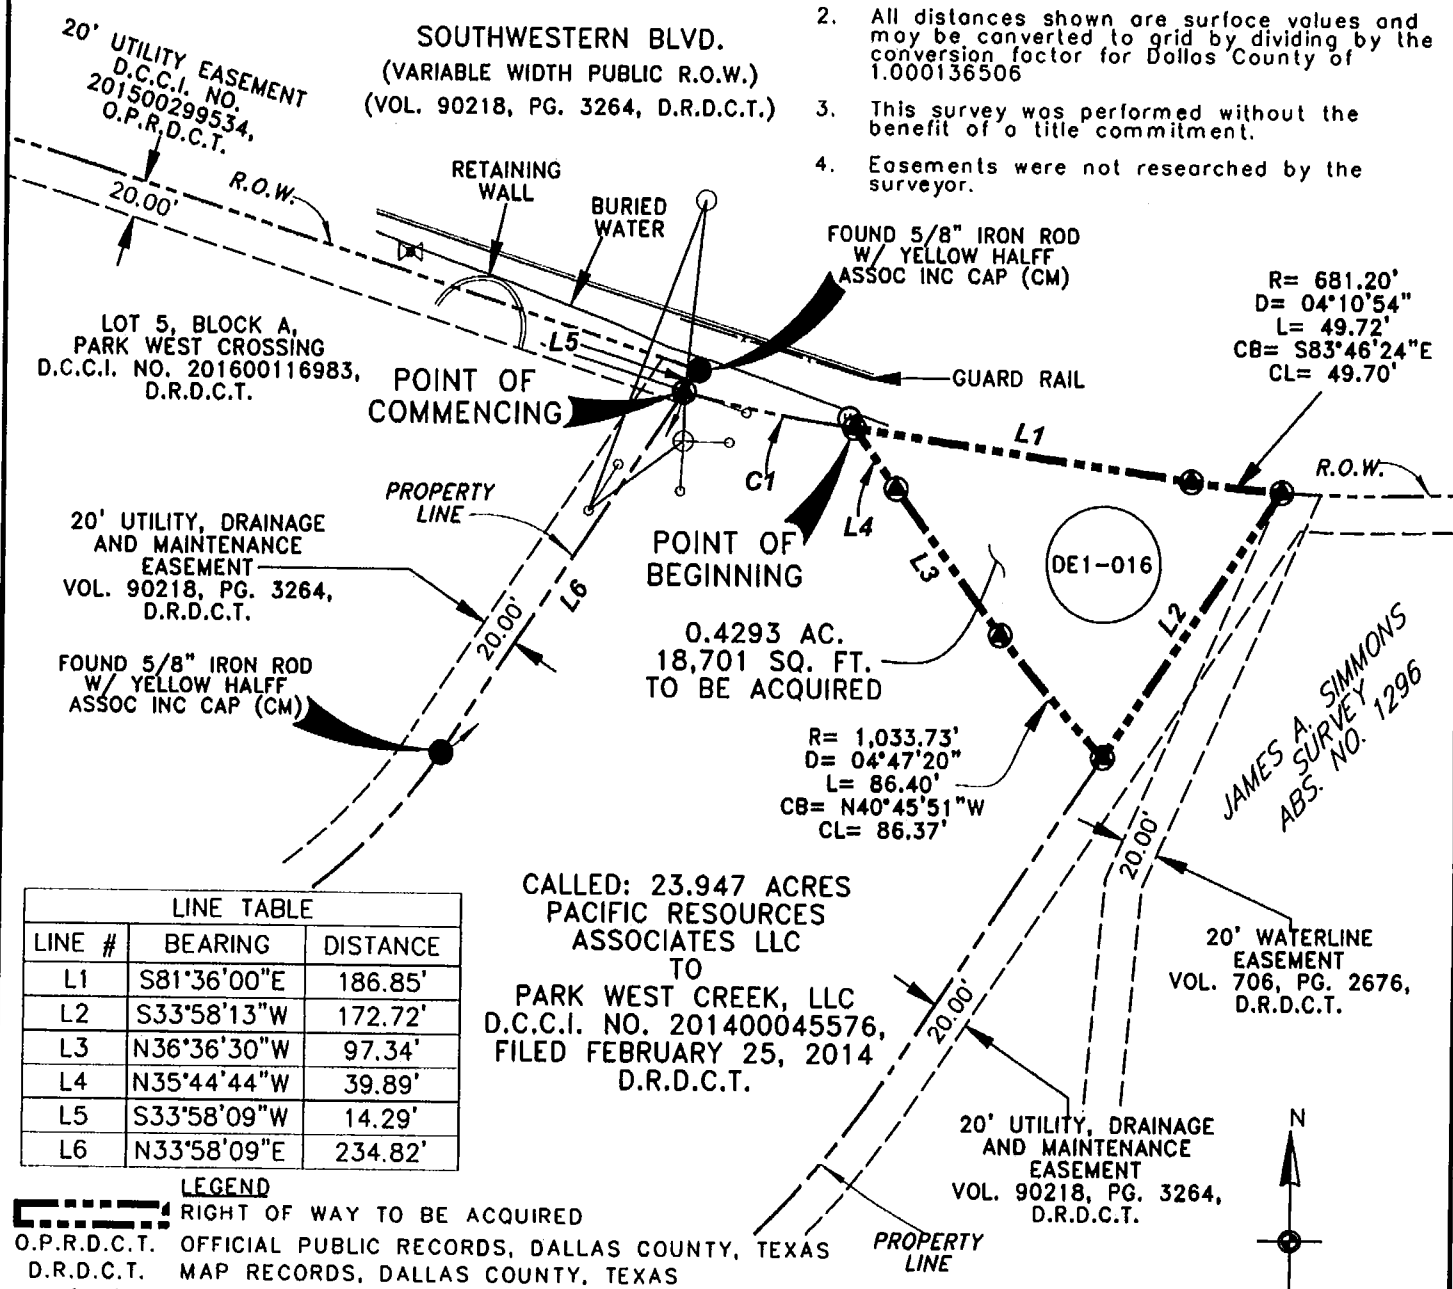 20' UTILITY EASEMENT
D.C.C.I. NO.
201500299534,
O.P.R.D.C.T.
SOUTHWESTERN BLVD.
(VARIABLE WIDTH PUBLIC R.O.W.)
(VOL. 90218, PG. 3264, D.R.D.C.T.)
2. All distances shown are surface values and
may be converted to grid by dividing by the
conversion factor for Dallas County of
1.000136506
3. This survey was performed without the
benefit of a title commitment.
4. Easements were not researched by the
surveyor.
20.00'
R.O.W.
RETAINING
WALL
BURIED
WATER
FOUND 5/8" IRON ROD
W/ YELLOW HALFF
ASSOC INC CAP (CM)
R= 681.20'
D= 04°10'54"
L= 49.72'
CB= S83°46'24"E
CL= 49.70'
LOT 5, BLOCK A,
PARK WEST CROSSING
D.C.C.I. NO. 201600116983,
D.R.D.C.T.
L5
POINT OF
COMMENCING
GUARD RAIL
C1
L1
R.O.W.
PROPERTY
LINE
L4
POINT OF
BEGINNING
L3
DE1-016
L2
20' UTILITY, DRAINAGE
AND MAINTENANCE
EASEMENT
VOL. 90218, PG. 3264,
D.R.D.C.T.
L6
20.00'
0.4293 AC.
18,701 SQ. FT.
TO BE ACQUIRED
FOUND 5/8" IRON ROD
W/ YELLOW HALFF
ASSOC INC CAP (CM)
JAMES A. SIMMONS
SURVEY
ABS. NO. 1296
R= 1,033.73'
D= 04°47'20"
L= 86.40'
CB= N40°45'51"W
CL= 86.37'
20.00'
CALLED: 23.947 ACRES
PACIFIC RESOURCES
ASSOCIATES LLC
TO
PARK WEST CREEK, LLC
D.C.C.I. NO. 201400045576,
FILED FEBRUARY 25, 2014
D.R.D.C.T.
20' WATERLINE
EASEMENT
VOL. 706, PG. 2676,
D.R.D.C.T.
20.00'
LINE TABLE
LINE # BEARING DISTANCE
L1 S81°36'00"E 186.85'
L2 S33°58'13"W 172.72'
L3 N36°36'30"W 97.34'
L4 N35°44'44"W 39.89'
L5 S33°58'09"W 14.29'
L6 N33°58'09"E 234.82'
20' UTILITY, DRAINAGE
AND MAINTENANCE
EASEMENT
VOL. 90218, PG. 3264,
D.R.D.C.T.
N
PROPERTY
LINE
LEGEND
RIGHT OF WAY TO BE ACQUIRED
O.P.R.D.C.T. OFFICIAL PUBLIC RECORDS, DALLAS COUNTY, TEXAS
D.R.D.C.T. MAP RECORDS, DALLAS COUNTY, TEXAS